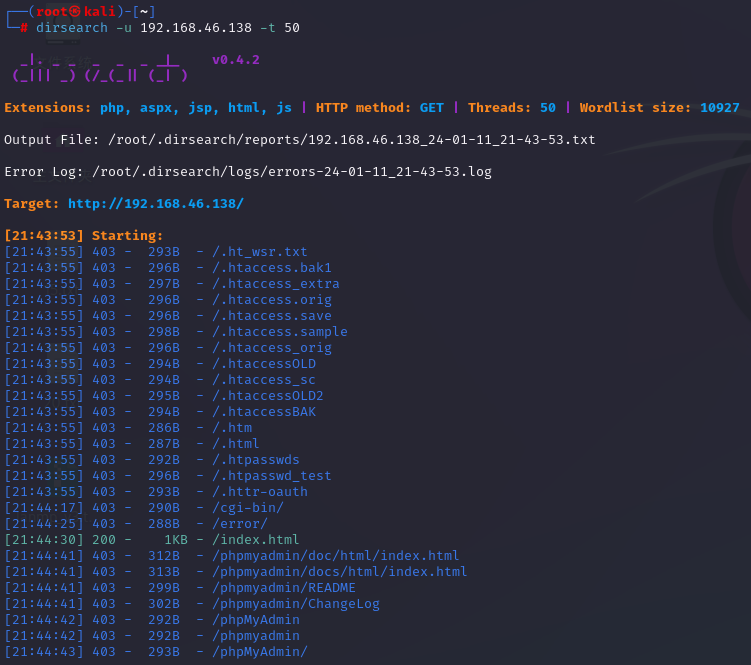 ┌──(root㉿kali)-[~]
└─# dirsearch -u 192.168.46.138 -t 50
  _|. _ _  _  _  _ _|_    v0.4.2
 (_||| _) (/_(_|| (_| )
Extensions: php, aspx, jsp, html, js | HTTP method: GET | Threads: 50 | Wordlist size: 10927
Output File: /root/.dirsearch/reports/192.168.46.138_24-01-11_21-43-53.txt
Error Log: /root/.dirsearch/logs/errors-24-01-11_21-43-53.log
Target: http://192.168.46.138/
[21:43:53] Starting:
[21:43:55] 403 -  293B  - /.ht_wsr.txt
[21:43:55] 403 -  296B  - /.htaccess.bak1
[21:43:55] 403 -  297B  - /.htaccess_extra
[21:43:55] 403 -  296B  - /.htaccess.orig
[21:43:55] 403 -  296B  - /.htaccess.save
[21:43:55] 403 -  298B  - /.htaccess.sample
[21:43:55] 403 -  296B  - /.htaccess_orig
[21:43:55] 403 -  294B  - /.htaccessOLD
[21:43:55] 403 -  294B  - /.htaccess_sc
[21:43:55] 403 -  295B  - /.htaccessOLD2
[21:43:55] 403 -  294B  - /.htaccessBAK
[21:43:55] 403 -  286B  - /.htm
[21:43:55] 403 -  287B  - /.html
[21:43:55] 403 -  292B  - /.htpasswds
[21:43:55] 403 -  296B  - /.htpasswd_test
[21:43:55] 403 -  293B  - /.httr-oauth
[21:44:17] 403 -  290B  - /cgi-bin/
[21:44:25] 403 -  288B  - /error/
[21:44:30] 200 -    1KB - /index.html
[21:44:41] 403 -  312B  - /phpmyadmin/doc/html/index.html
[21:44:41] 403 -  313B  - /phpmyadmin/docs/html/index.html
[21:44:41] 403 -  299B  - /phpmyadmin/README
[21:44:41] 403 -  302B  - /phpmyadmin/ChangeLog
[21:44:42] 403 -  292B  - /phpMyAdmin
[21:44:42] 403 -  292B  - /phpmyadmin
[21:44:43] 403 -  293B  - /phpMyAdmin/